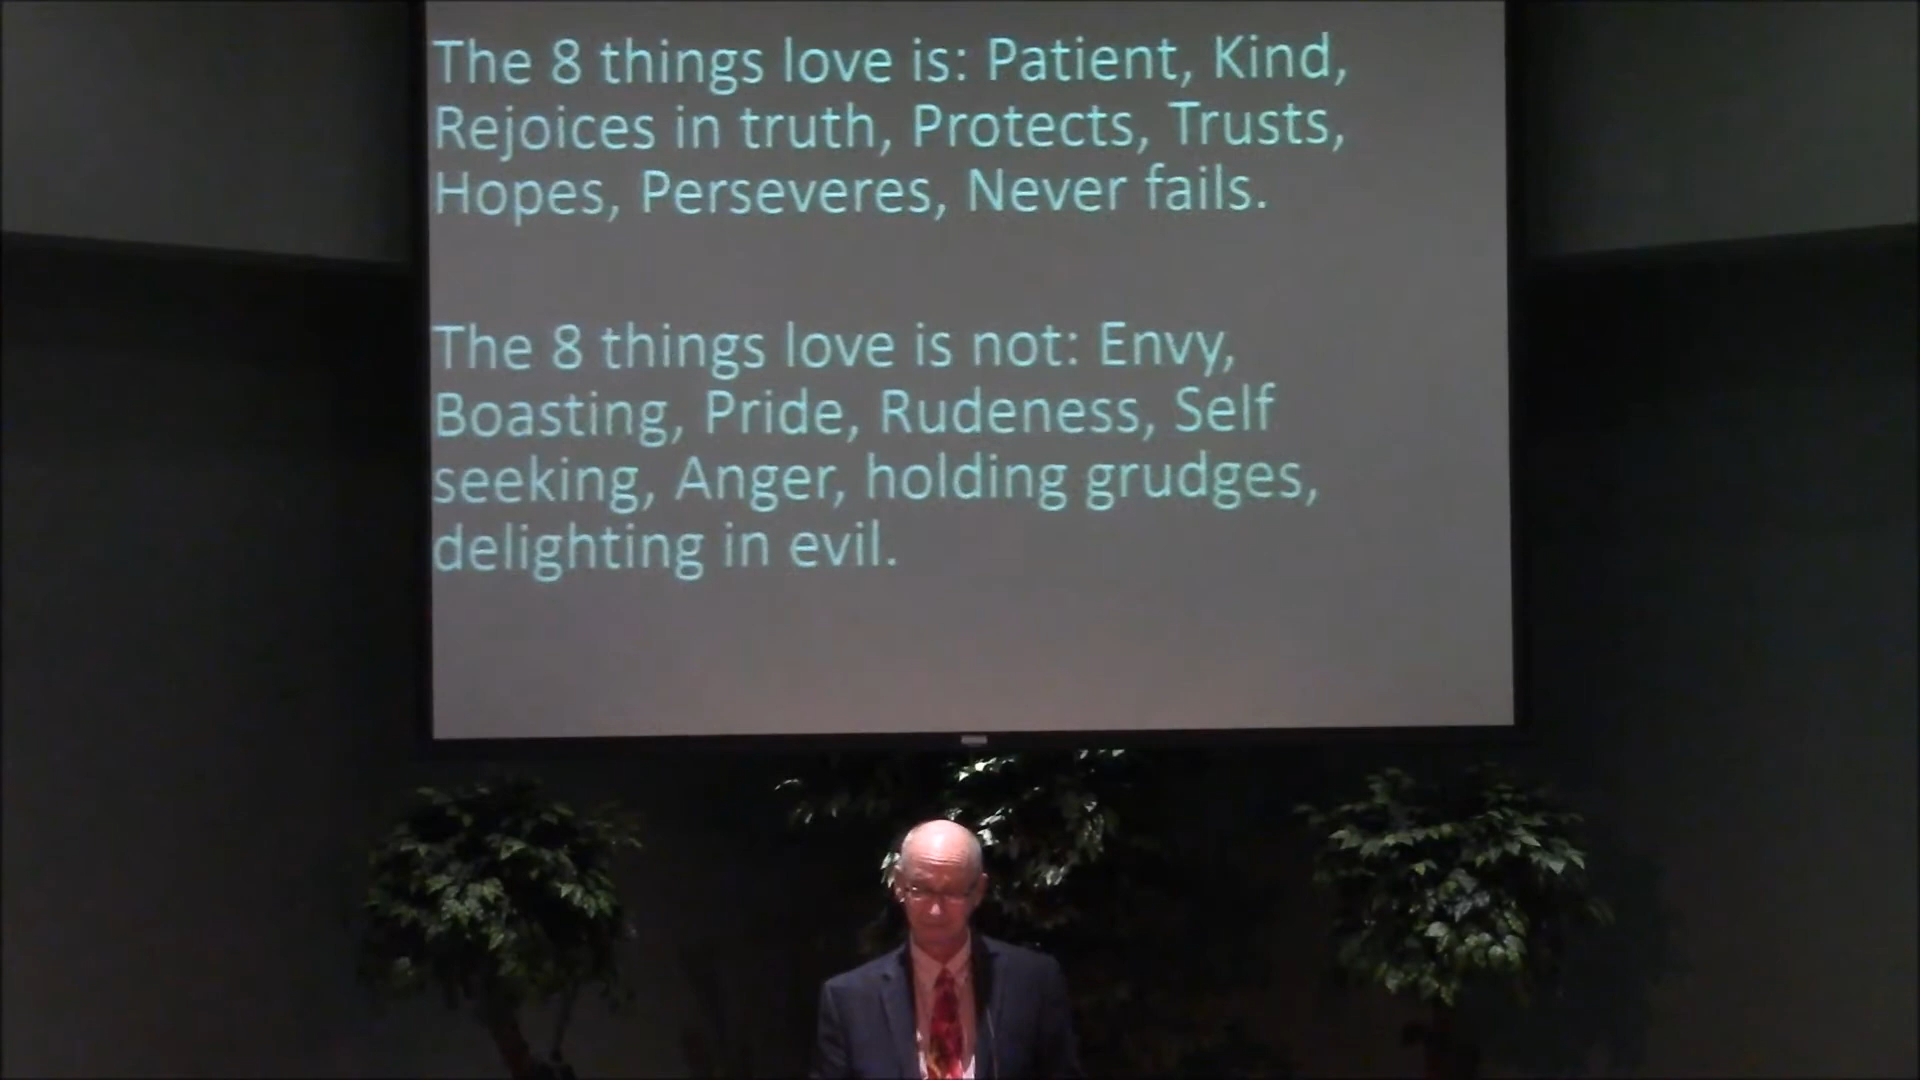 The 8 things love is: Patient, Kind,
Rejoices in truth, Protects, Trusts,
Hopes, Perseveres, Never fails.
The 8 things love is not: Envy,
Boasting, Pride, Rudeness, Self
seeking, Anger, holding grudges,
delighting in evil.